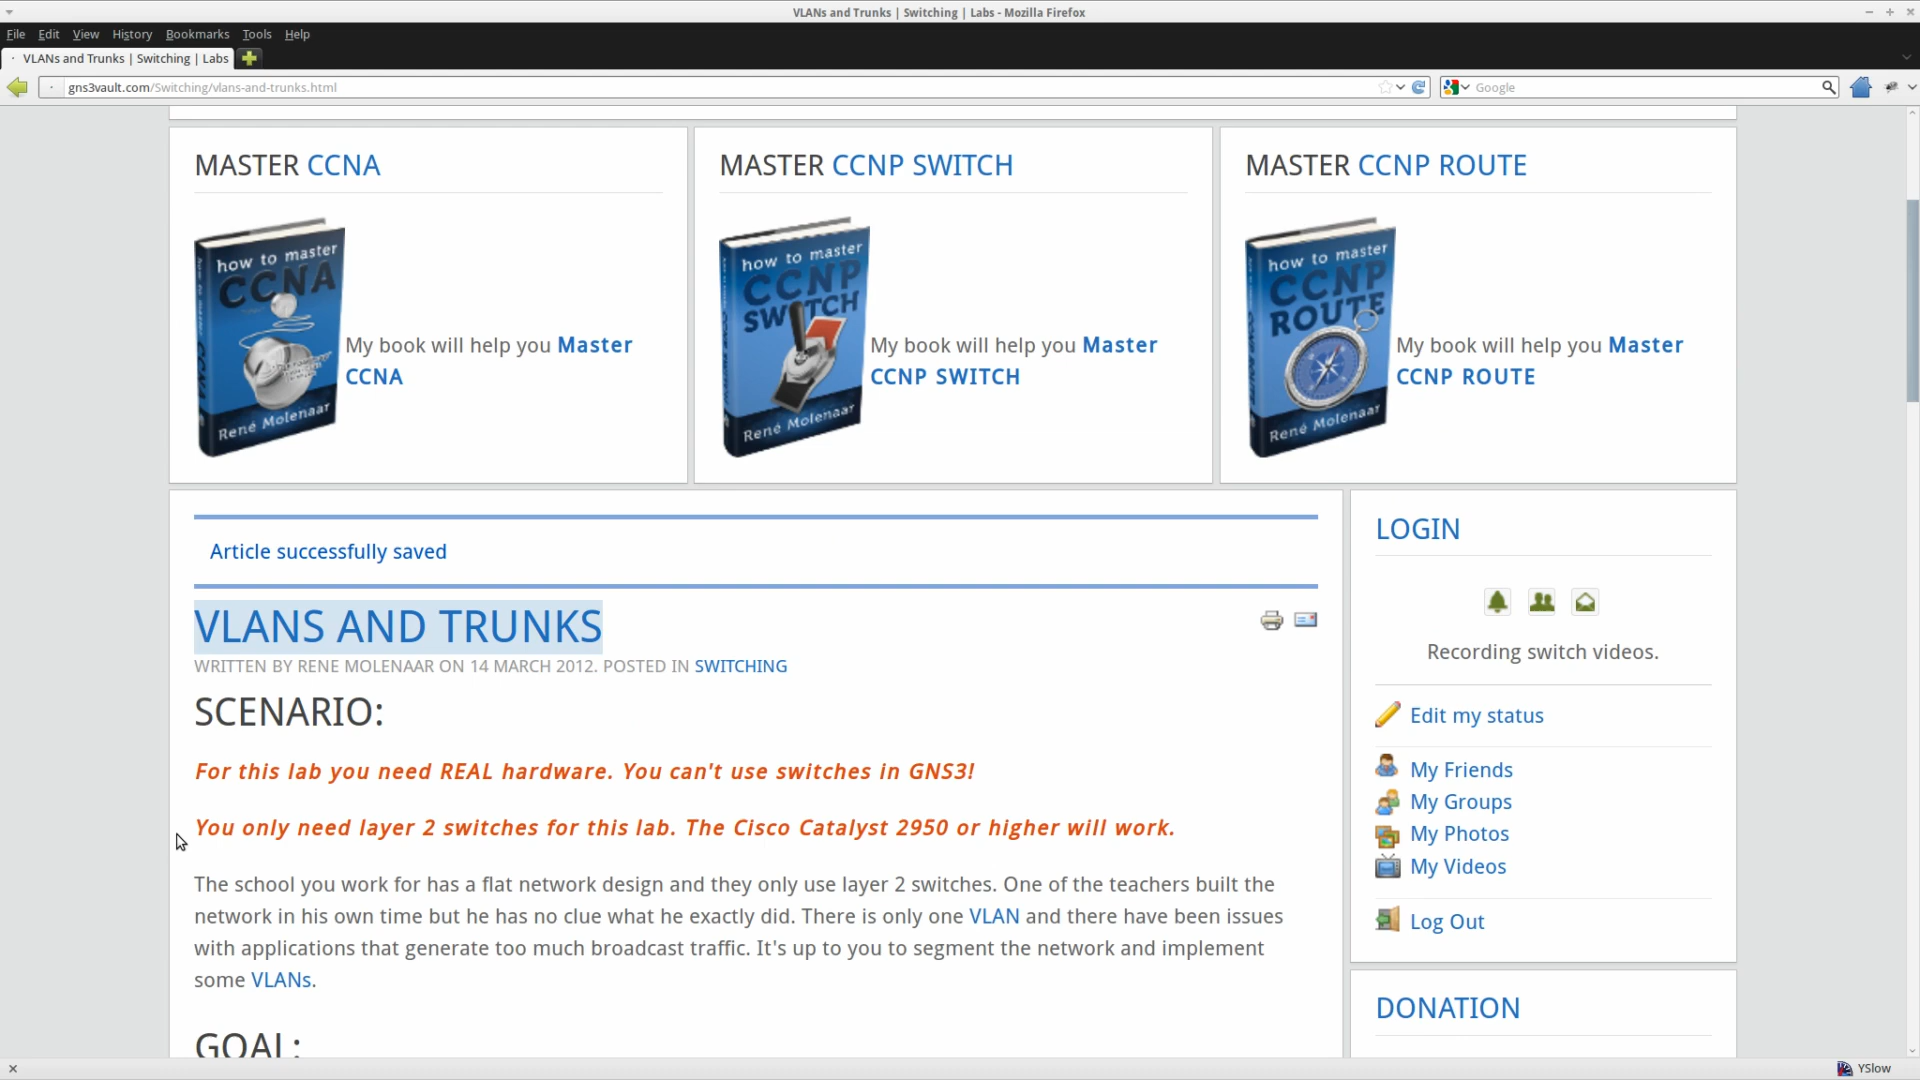 VLANs and Trunks | Switching | Labs - Mozilla Firefox
File Edit View History Bookmarks Tools Help
VLANs and Trunks | Switching | Labs
gns3vault.com/Switching/vlans-and-trunks.html
Google
MASTER CCNA
how to master
CCNA
René Molenaar
My book will help you Master
CCNA
MASTER CCNP SWITCH
how to master
CCNP
SWITCH
René Molenaar
My book will help you Master
CCNP SWITCH
MASTER CCNP ROUTE
how to master
CCNP
ROUTE
René Molenaar
My book will help you Master
CCNP ROUTE
Article successfully saved
VLANS AND TRUNKS
WRITTEN BY RENE MOLENAAR ON 14 MARCH 2012. POSTED IN SWITCHING
SCENARIO:
For this lab you need REAL hardware. You can't use switches in GNS3!
You only need layer 2 switches for this lab. The Cisco Catalyst 2950 or higher will work.
The school you work for has a flat network design and they only use layer 2 switches. One of the teachers built the
network in his own time but he has no clue what he exactly did. There is only one VLAN and there have been issues
with applications that generate too much broadcast traffic. It's up to you to segment the network and implement
some VLANs.
GOAL:
LOGIN
Recording switch videos.
Edit my status
My Friends
My Groups
My Photos
My Videos
Log Out
DONATION
YSlow